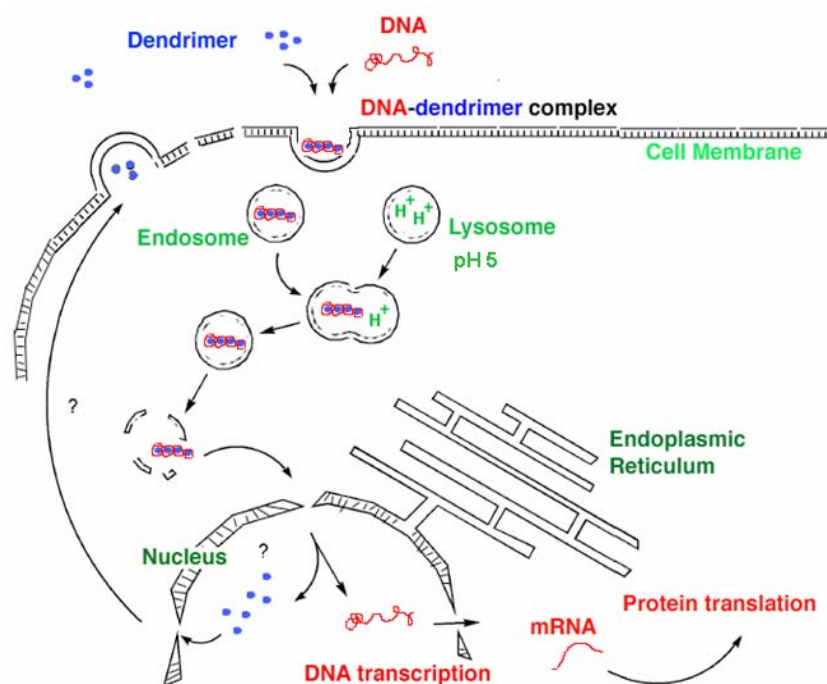 Dendrimer
DNA
DNA-dendrimer complex
Cell Membrane
H+
H+
Endosome
Lysosome
pH 5
H+
?
Endoplasmic
Reticulum
Nucleus
?
Protein translation
mRNA
DNA transcription